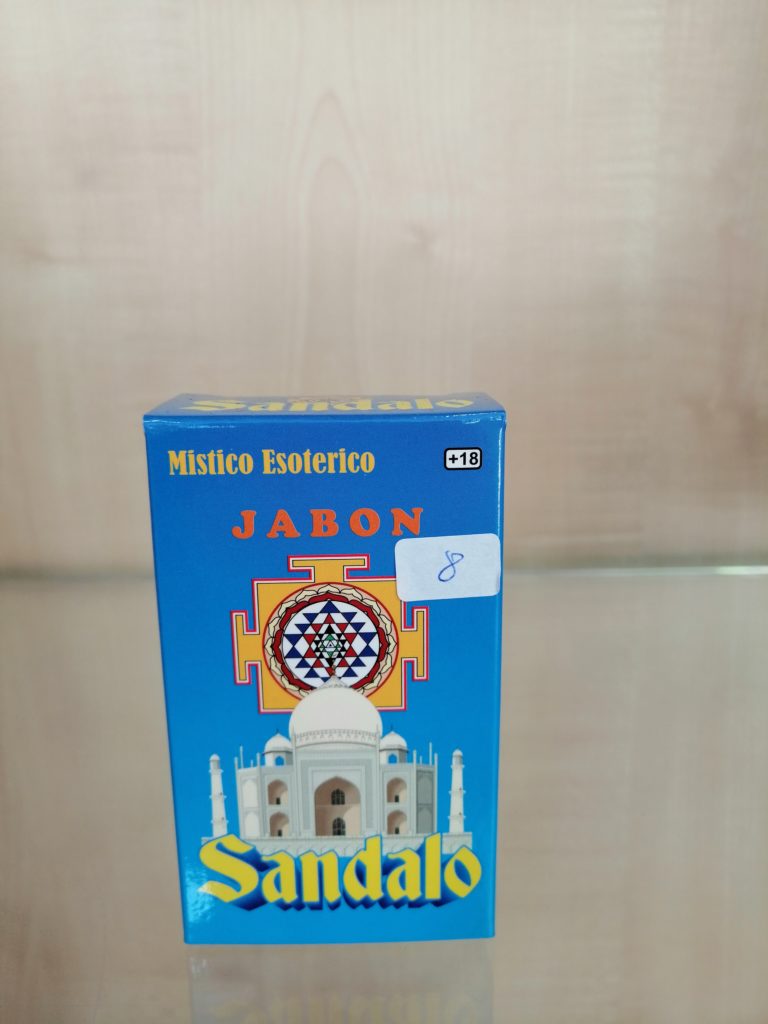 Sandalo
Mistico Esoterico
+18
JABON
8
Sandalo